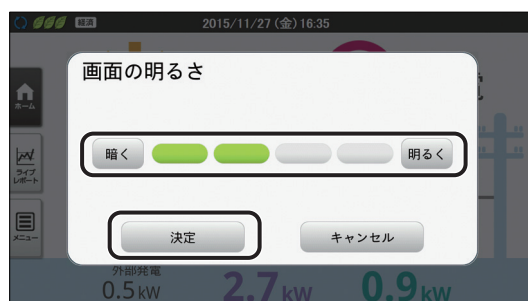 経済 2015/11/27(金)16:35
画面の明るさ
ホーム
暗く 明るく
ライブ
レポート
決定 キャンセル
メニュー
外部発電
0.5kW 2.7kW 0.9kW